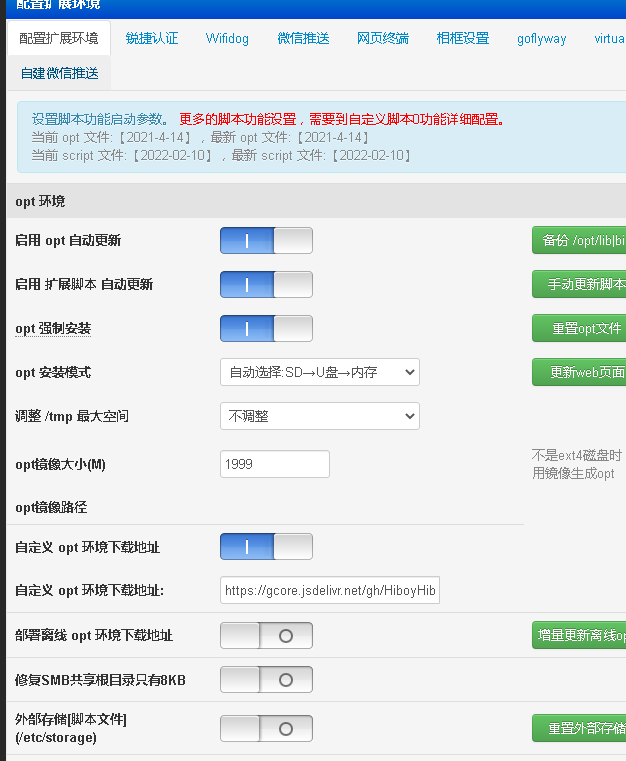 配置扩展环境
配置扩展环境 锐捷认证 Wifidog 微信推送 网页终端 相框设置 goflyway virtua
自建微信推送
设置脚本功能启动参数。 更多的脚本功能设置，需要到自定义脚本0功能详细配置。
当前 opt 文件:【2021-4-14】，最新 opt 文件:【2021-4-14】
当前 script 文件:【2022-02-10】，最新 script 文件:【2022-02-10】
opt 环境
启用 opt 自动更新 备份 /opt/lib|bi
启用 扩展脚本 自动更新 手动更新脚本
opt 强制安装 重置opt文件
opt 安装模式 自动选择:SD→U盘→内存 更新web页面
调整 /tmp 最大空间 不调整
opt镜像大小(M) 1999 不是ext4磁盘时
用镜像生成opt
opt镜像路径
自定义 opt 环境下载地址
自定义 opt 环境下载地址: https://gcore.jsdelivr.net/gh/HiboyHib
部署离线 opt 环境下载地址 增量更新离线op
修复SMB共享根目录只有8KB
外部存储[脚本文件]
(/etc/storage) 重置外部存储